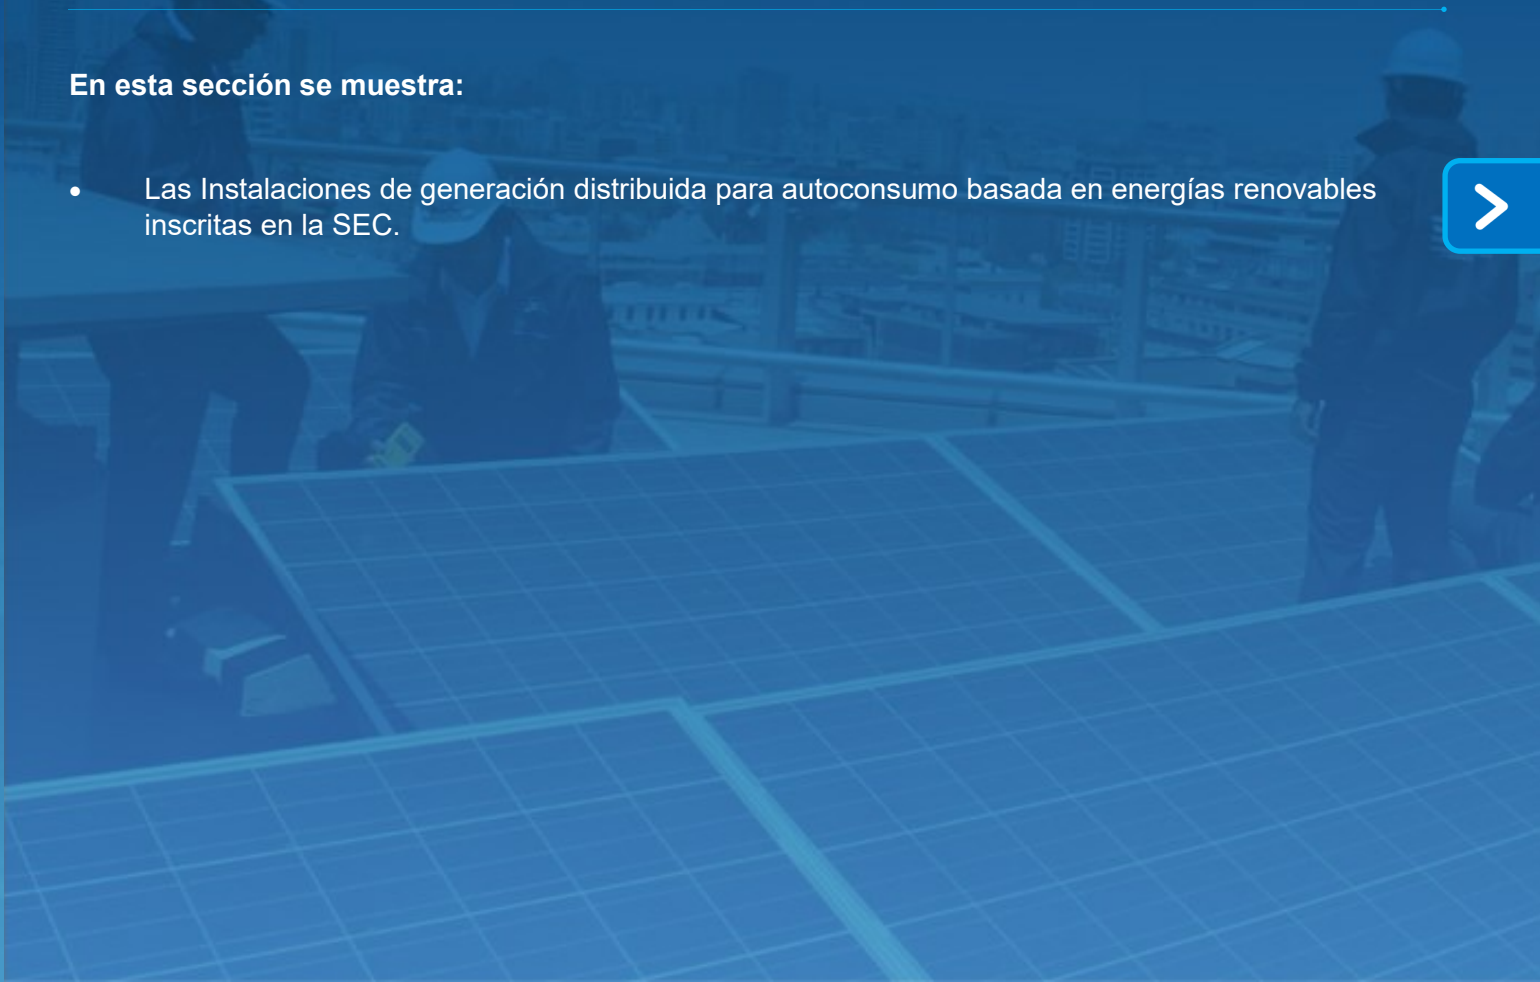 En esta sección se muestra:
• Las Instalaciones de generación distribuida para autoconsumo basada en energías renovables
inscritas en la SEC.